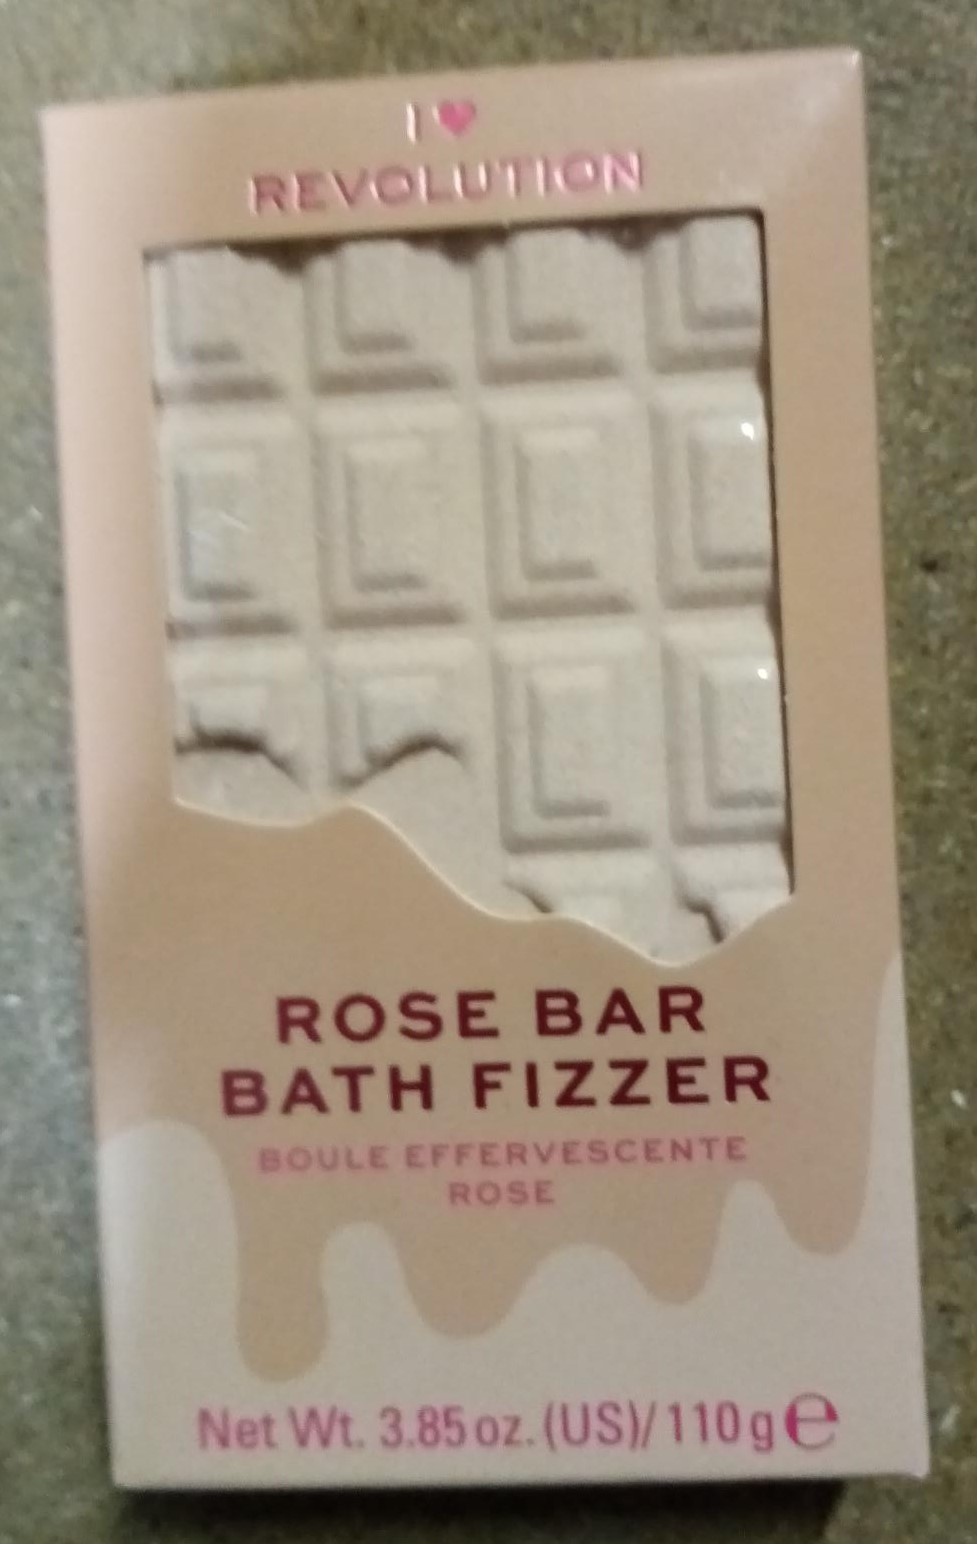 I ♥
REVOLUTION
ROSE BAR
BATH FIZZER
BOULE EFFERVESCENTE
ROSE
Net Wt. 3.85 oz. (US)/ 110 g ℮